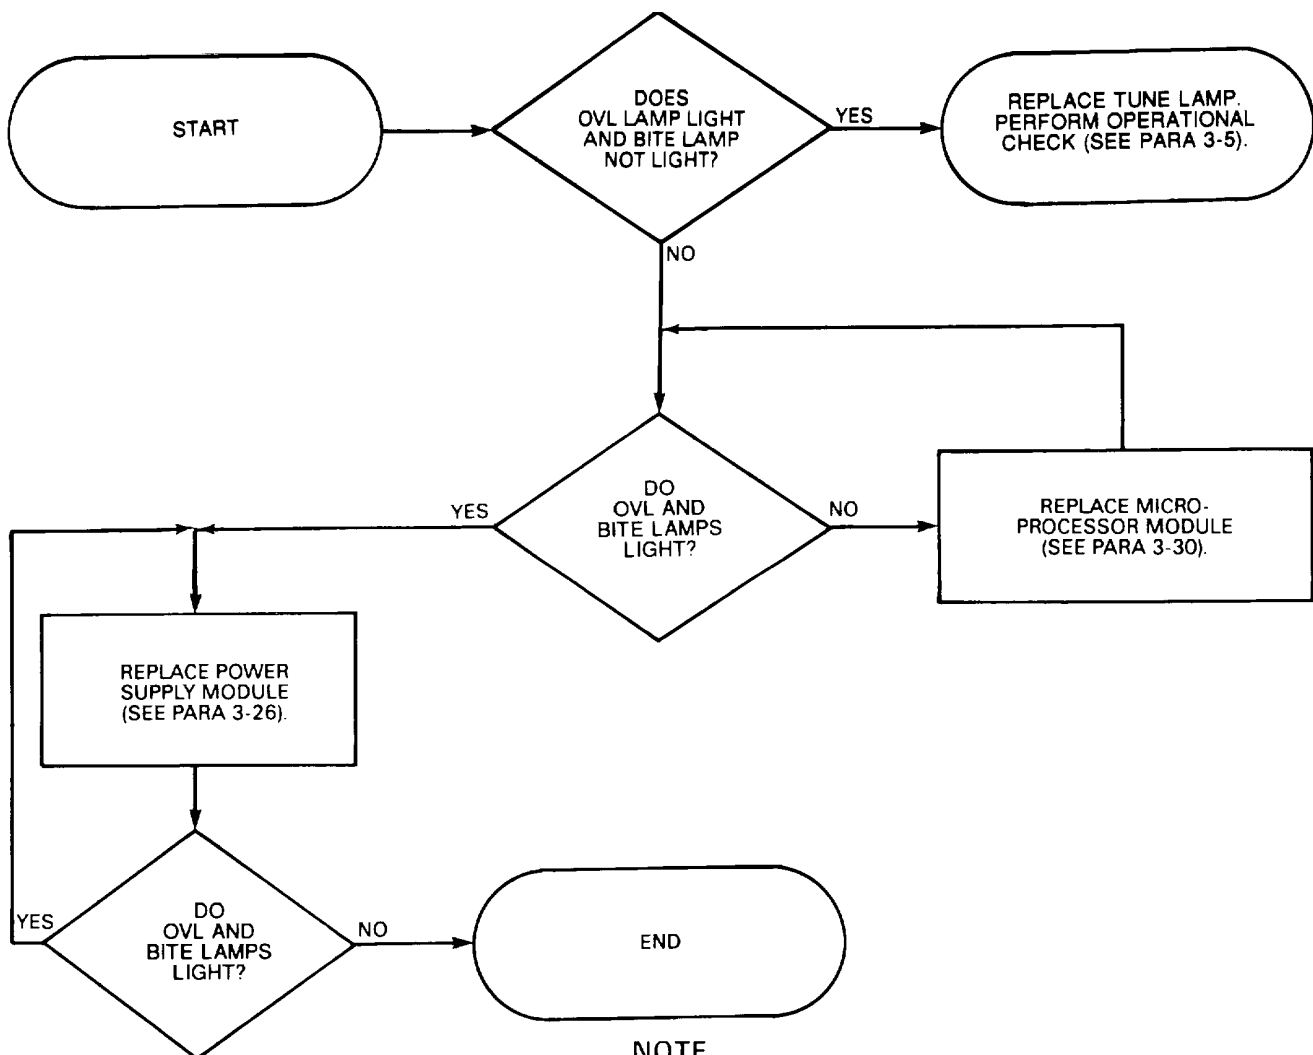 START
DOES
OVL LAMP LIGHT
AND BITE LAMP
NOT LIGHT?
YES
REPLACE TUNE LAMP.
PERFORM OPERATIONAL
CHECK (SEE PARA 3-5).
NO
DO
OVL AND
BITE LAMPS
LIGHT?
YES
NO
REPLACE MICRO-
PROCESSOR MODULE
(SEE PARA 3-30).
REPLACE POWER
SUPPLY MODULE
(SEE PARA 3-26).
DO
OVL AND
BITE LAMPS
LIGHT?
YES
NO
END
NOTE